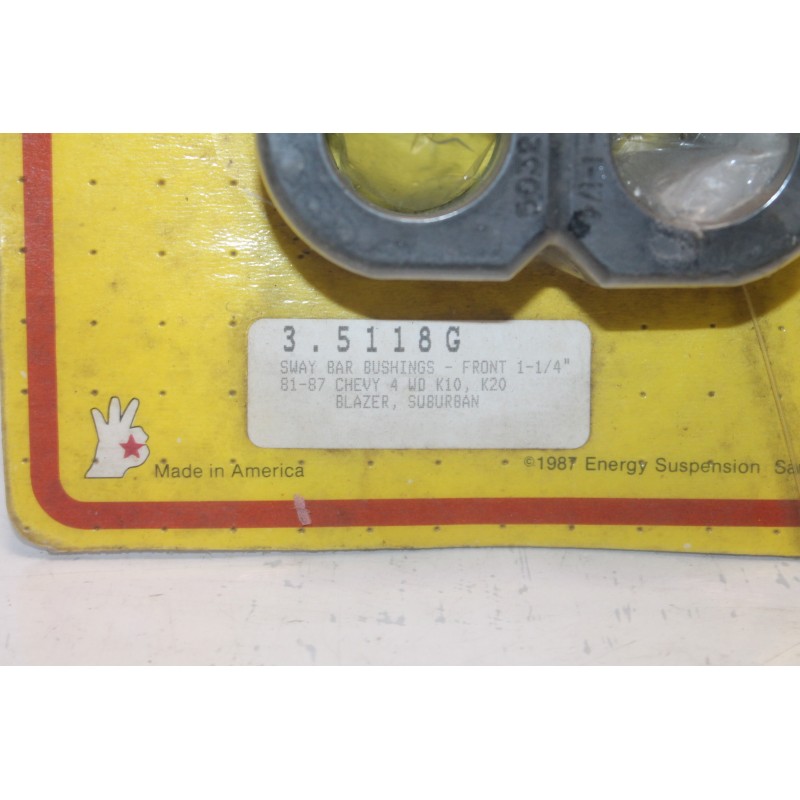 3.5118G
SWAY BAR BUSHINGS - FRONT 1-1/4"
81-87 CHEVY 4 WD K10, K20
BLAZER, SUBURBAN
Made in America
©1987 Energy Suspension